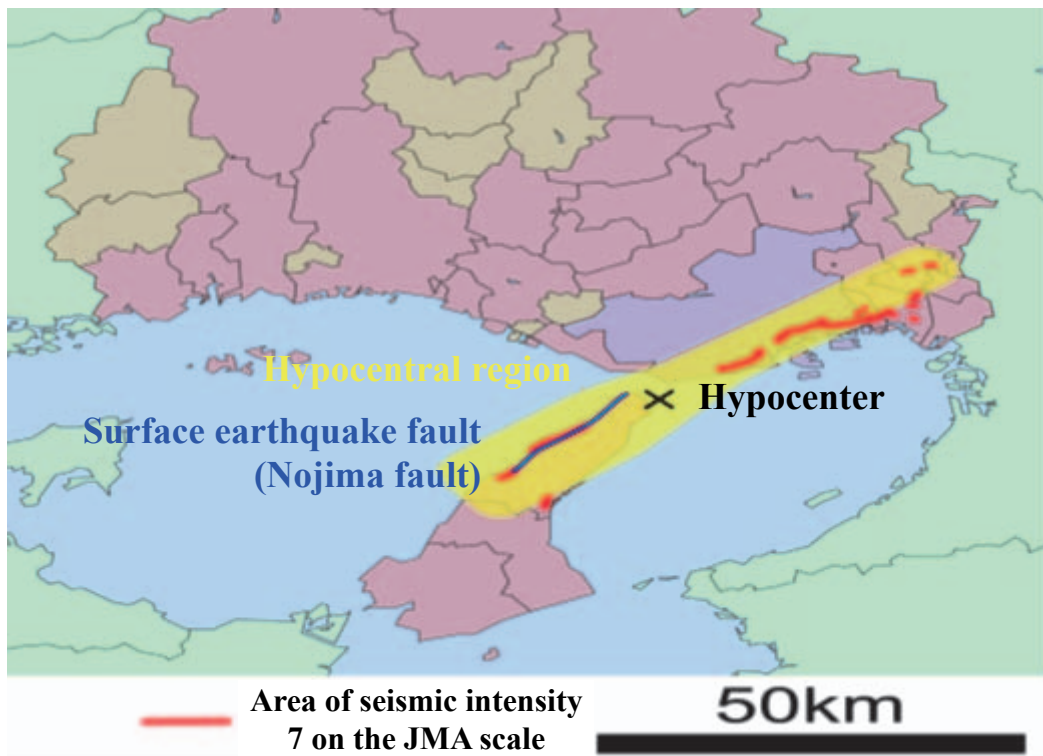 Hypocentral region
Hypocenter
Surface earthquake fault
(Nojima fault)
Area of seismic intensity
7 on the JMA scale
50km